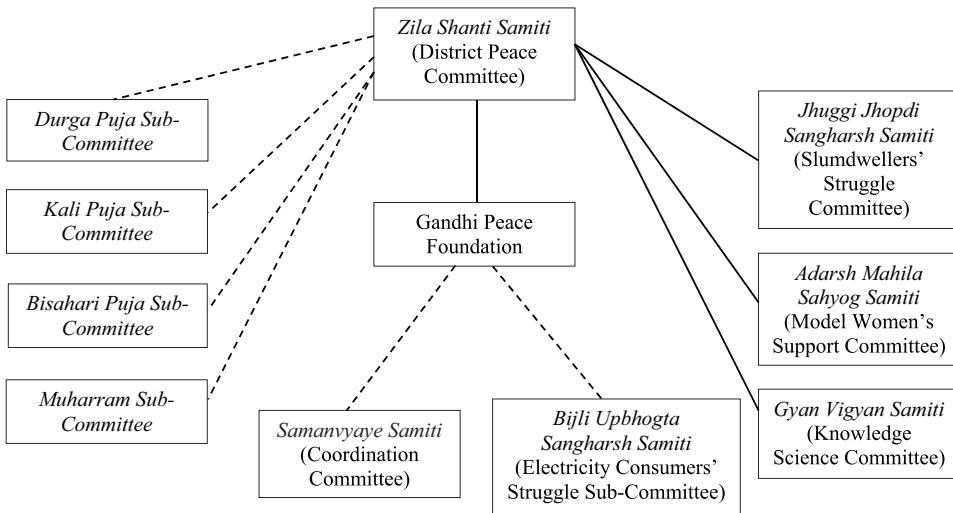 Zila Shanti Samiti
(District Peace
Committee)
Durga Puja Sub-
Committee
Kali Puja Sub-
Committee
Bisahari Puja Sub-
Committee
Muharram Sub-
Committee
Gandhi Peace
Foundation
Samanvyaye Samiti
(Coordination
Committee)
Bijli Upbhogta
Sangharsh Samiti
(Electricity Consumers’
Struggle Sub-Committee)
Jhuggi Jhopdi
Sangharsh Samiti
(Slumdwellers’
Struggle
Committee)
Adarsh Mahila
Sahyog Samiti
(Model Women’s
Support Committee)
Gyan Vigyan Samiti
(Knowledge
Science Committee)